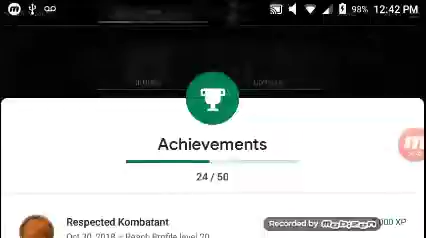 98% 12:42 PM
Achievements
24 / 50
Respected Kombatant
XP
Recorded by mobizen
Oct 30, 2018 – Reach Profile level 20